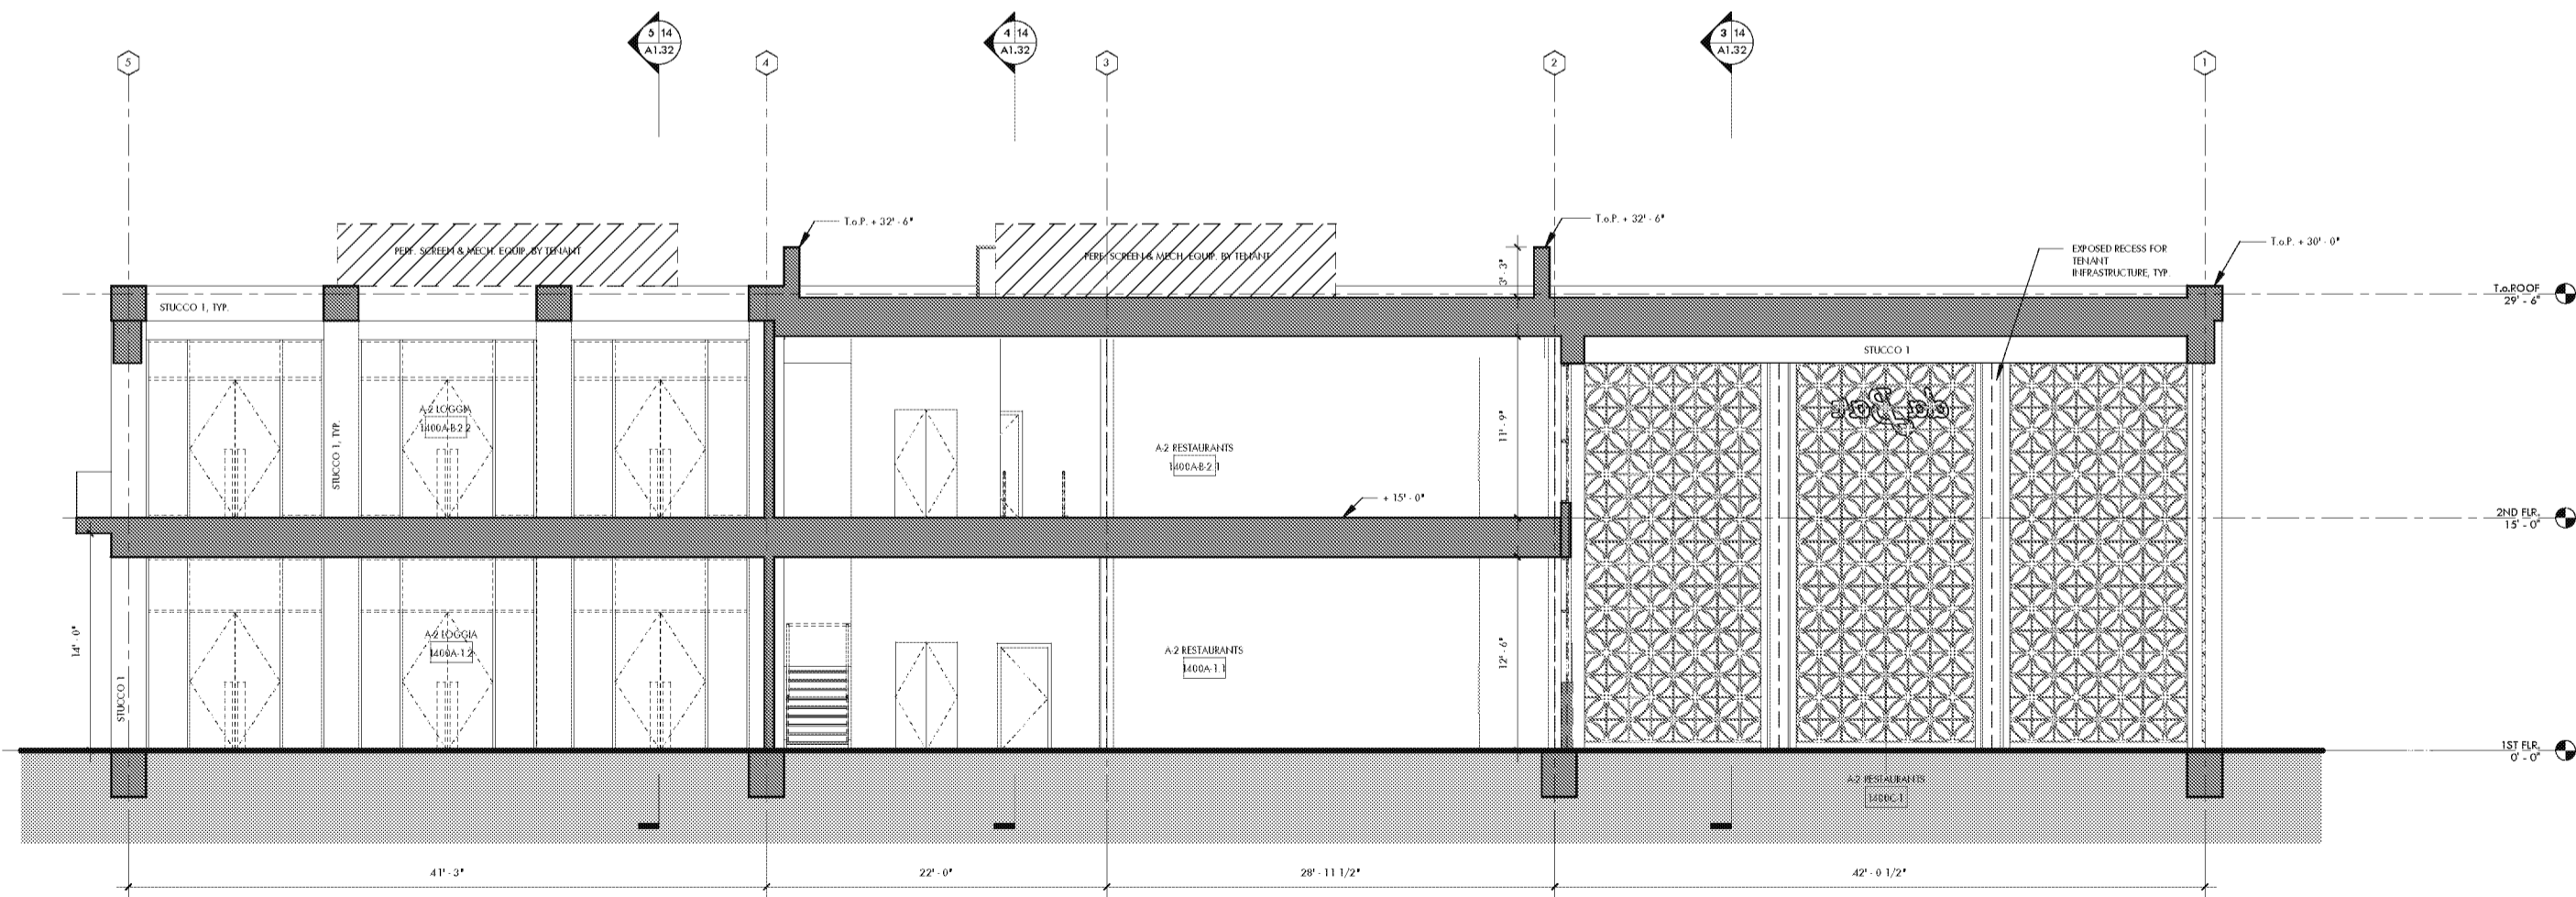 5 14
A1.32
4 14
A1.32
3 14
A1.32
5
4
3
2
1
T.o.P. + 32' - 6"
T.o.P. + 32' - 6"
T.o.P. + 30' - 0"
PERF. SCREEN & MECH. EQUIP. BY TENANT
PERF. SCREEN & MECH. EQUIP. BY TENANT
EXPOSED RECESS FOR
TENANT
INFRASTRUCTURE, TYP.
3' - 3"
T.o.ROOF
29' - 6"
STUCCO 1, TYP.
STUCCO 1
A-2 LOGGIA
1400A-B-2.2
STUCCO 1, TYP.
11' - 9"
A-2 RESTAURANTS
1400A-B-2.1
+ 15' - 0"
2ND FLR.
15' - 0"
14' - 0"
STUCCO 1
A-2 LOGGIA
1400A-1.2
A-2 RESTAURANTS
1400A-1.1
12' - 6"
1ST FLR.
0' - 0"
A-2 RESTAURANTS
1400C-1
41' - 3"
22' - 0"
28' - 11 1/2"
42' - 0 1/2"